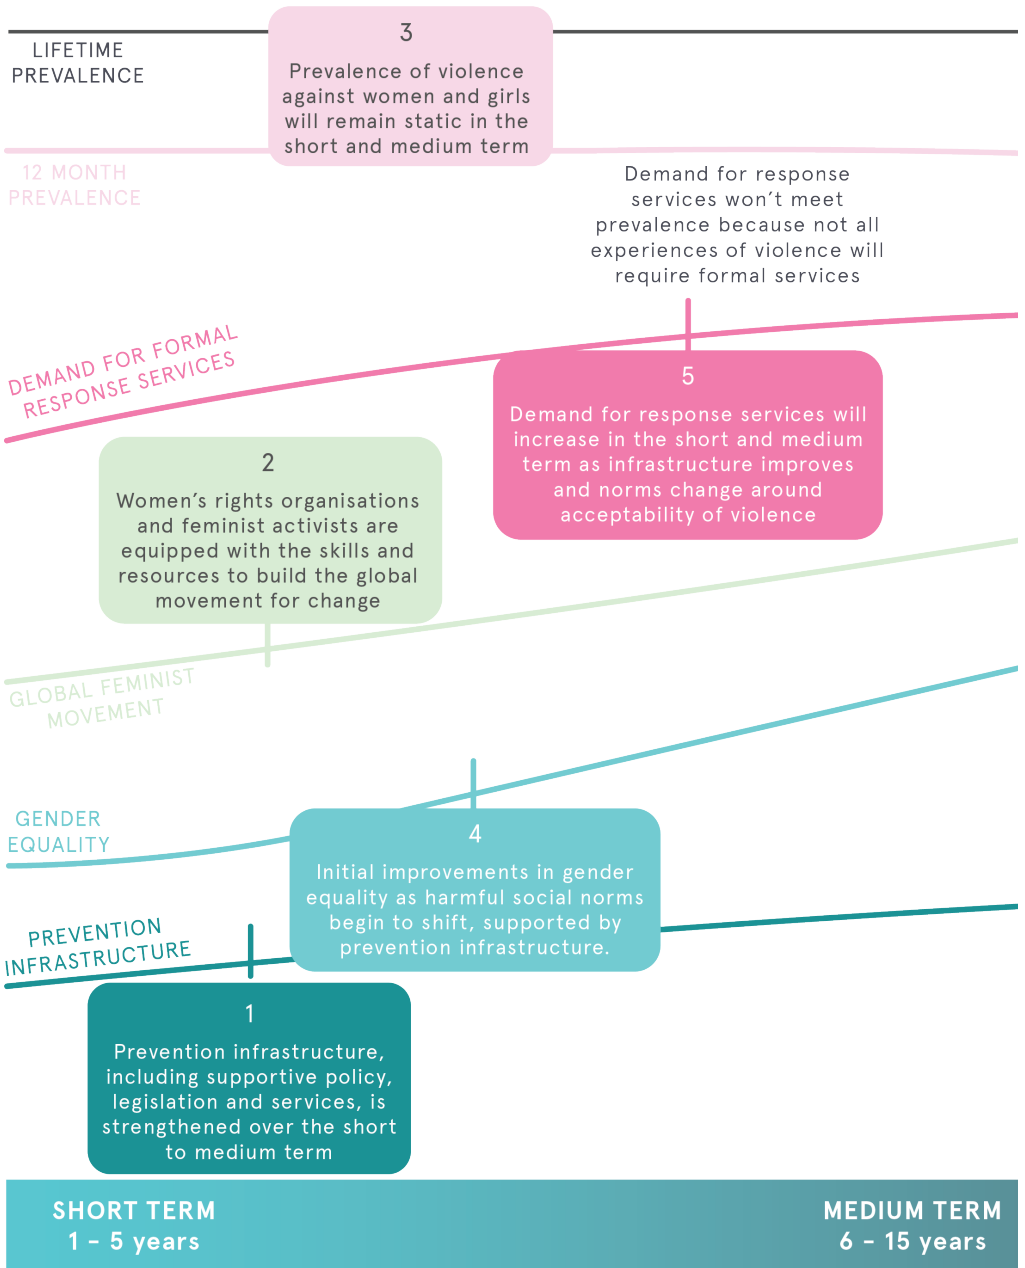 LIFETIME
PREVALENCE
3
Prevalence of violence
against women and girls
will remain static in the
short and medium term
12 MONTH
PREVALENCE
Demand for response
services won't meet
prevalence because not all
experiences of violence will
require formal services
DEMAND FOR FORMAL
RESPONSE SERVICES
5
Demand for response services will
increase in the short and medium
term as infrastructure improves
and norms change around
acceptability of violence
2
Women's rights organisations
and feminist activists are
equipped with the skills and
resources to build the global
movement for change
GLOBAL FEMINIST
MOVEMENT
GENDER
EQUALITY
4
Initial improvements in gender
equality as harmful social norms
begin to shift, supported by
prevention infrastructure.
PREVENTION
INFRASTRUCTURE
1
Prevention infrastructure,
including supportive policy,
legislation and services, is
strengthened over the short
to medium term
SHORT TERM
1 - 5 years
MEDIUM TERM
6 - 15 years